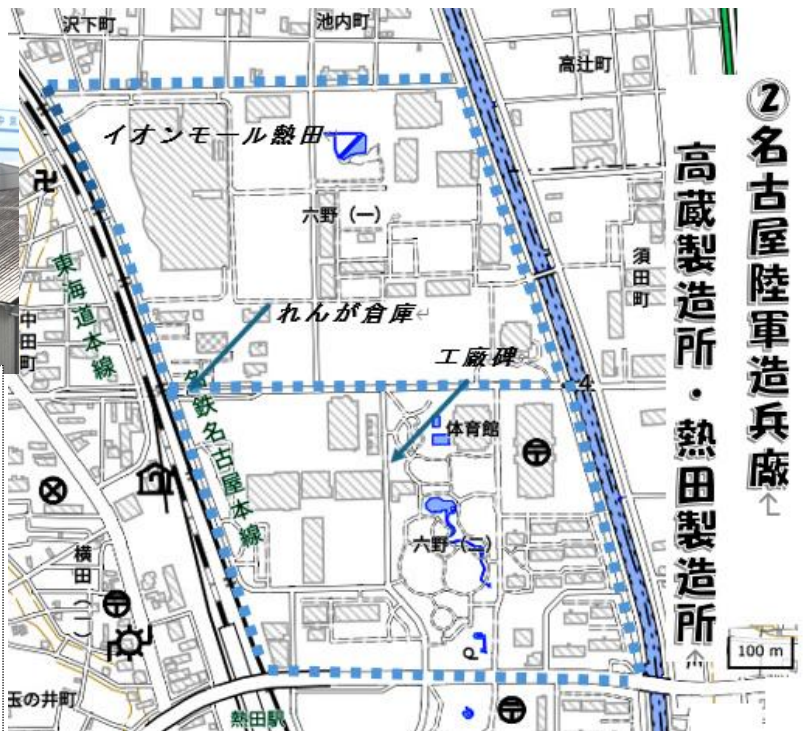 ②名古屋陸軍造兵廠
高蔵製造所・熱田製造所
沢下町
池内町
高辻町
イオンモール熱田
六野（一）
東海道本線
中田町
須田町
れんが倉庫
工廠碑
4
名鉄名古屋本線
体育館
六野（二）
横田（一）
100 m
玉の井町
熱田駅